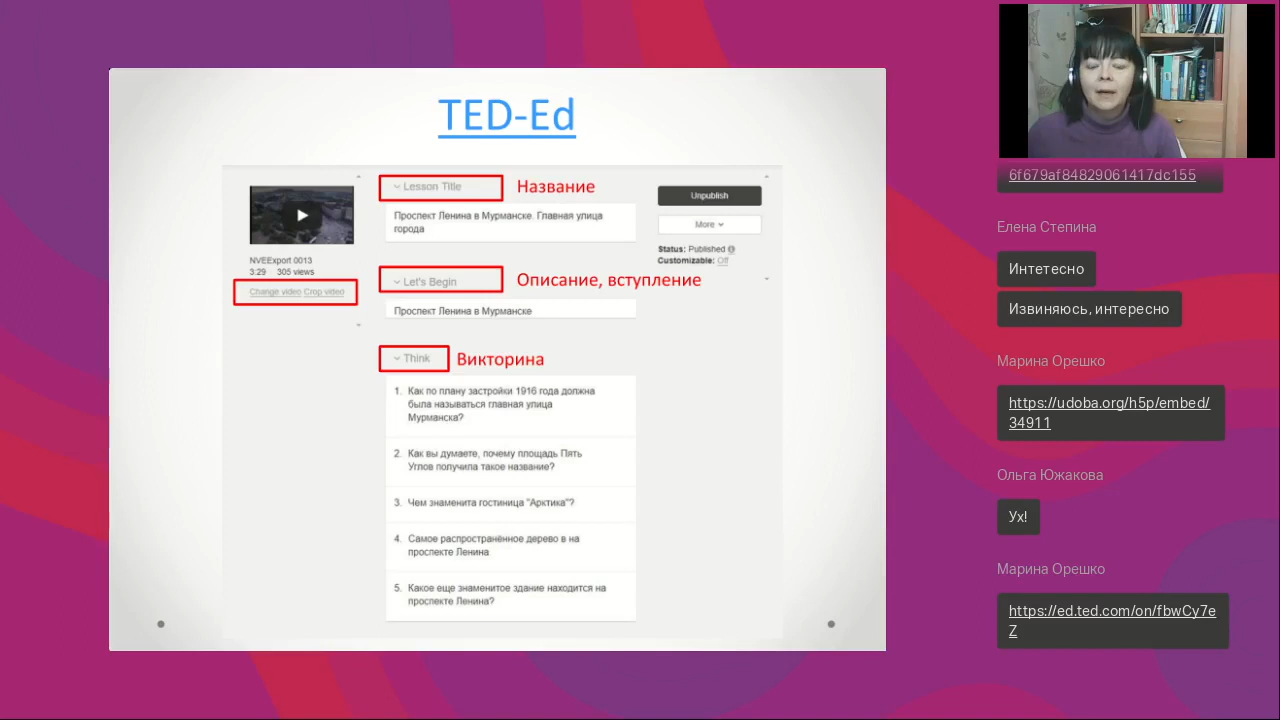 TED-Ed
Lesson Title
Название
Проспект Ленина в Мурманске. Главная улица
города
NVEExport 0013
3:29 305 views
Change video Crop video
Let's Begin
Описание, вступление
Проспект Ленина в Мурманске
Think
Викторина
1. Как по плану застройки 1916 года должна
была называться главная улица
Мурманска?
2. Как вы думаете, почему площадь Пять
Углов получила такое название?
3. Чем знаменита гостиница "Арктика"?
4. Самое распространённое дерево в на
проспекте Ленина
5. Какое еще знаменитое здание находится на
проспекте Ленина?
Unpublish
More
Status: Published
Customizable: Off
6f679af84829061417dc155
Елена Степина
Интетесно
Извиняюсь, интересно
Марина Орешко
https://udoba.org/h5p/embed/
34911
Ольга Южакова
Ух!
Марина Орешко
https://ed.ted.com/on/fbwCy7e
Z